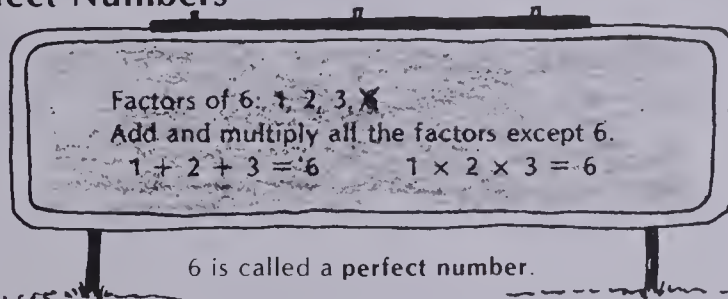 Numbers
Factors of 6: 1, 2, 3, 6
Add and multiply all the factors except 6.
1 + 2 + 3 = 6 1 × 2 × 3 = 6
6 is called a perfect number.